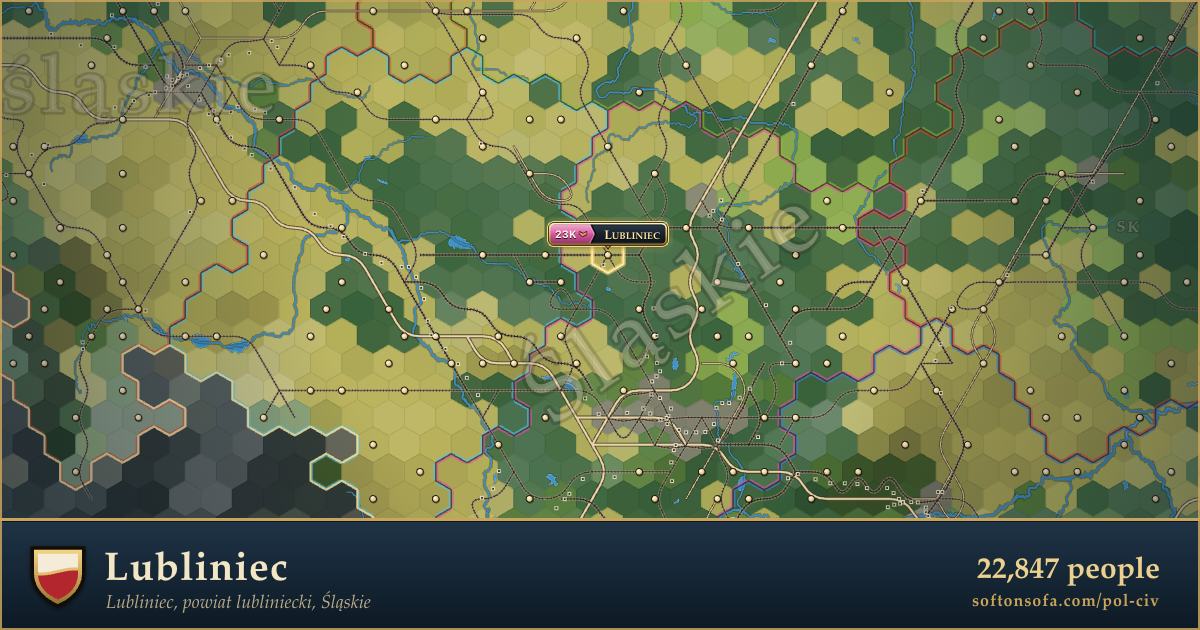 śląskie
SK
23K Lubliniec
Śląskie
Lubliniec
Lubliniec, powiat lubliniecki, Śląskie
22,847 people
softonsofa.com/pol-civ